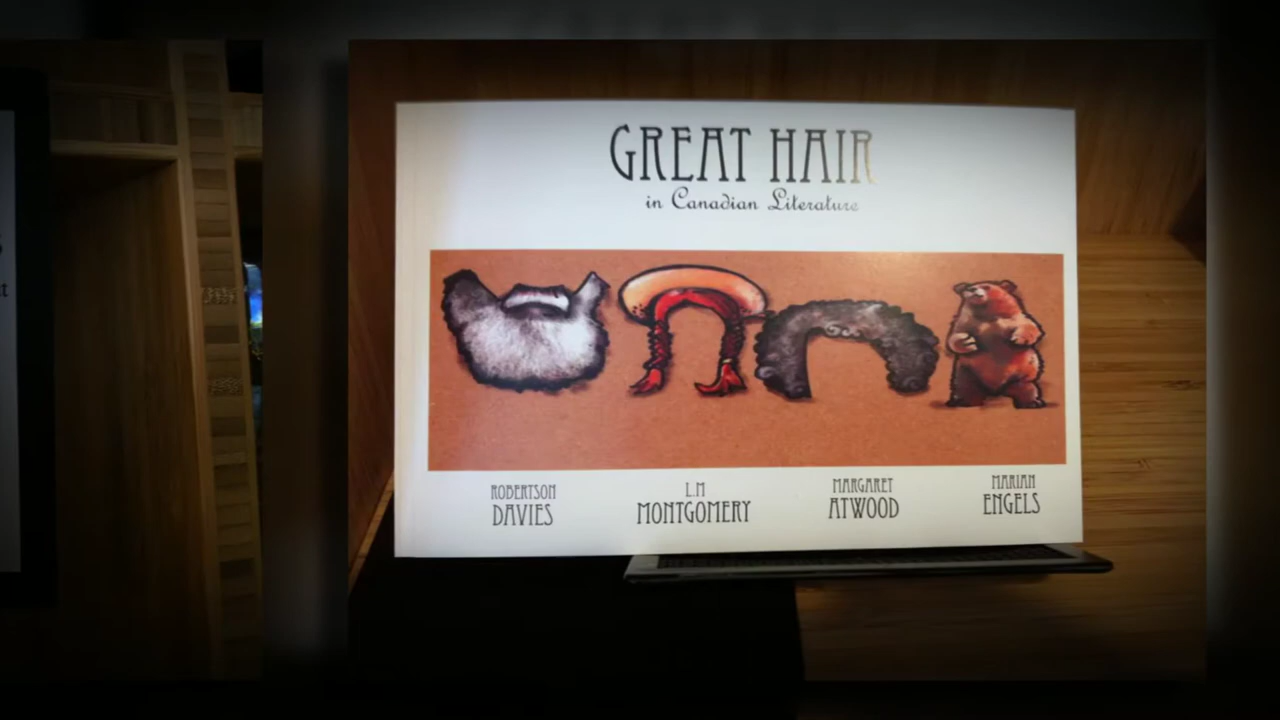 GREAT HAIR
in Canadian Literature
ROBERTSON
DAVIES
L.M
MONTGOMERY
MARGARET
ATWOOD
MARIAN
ENGELS